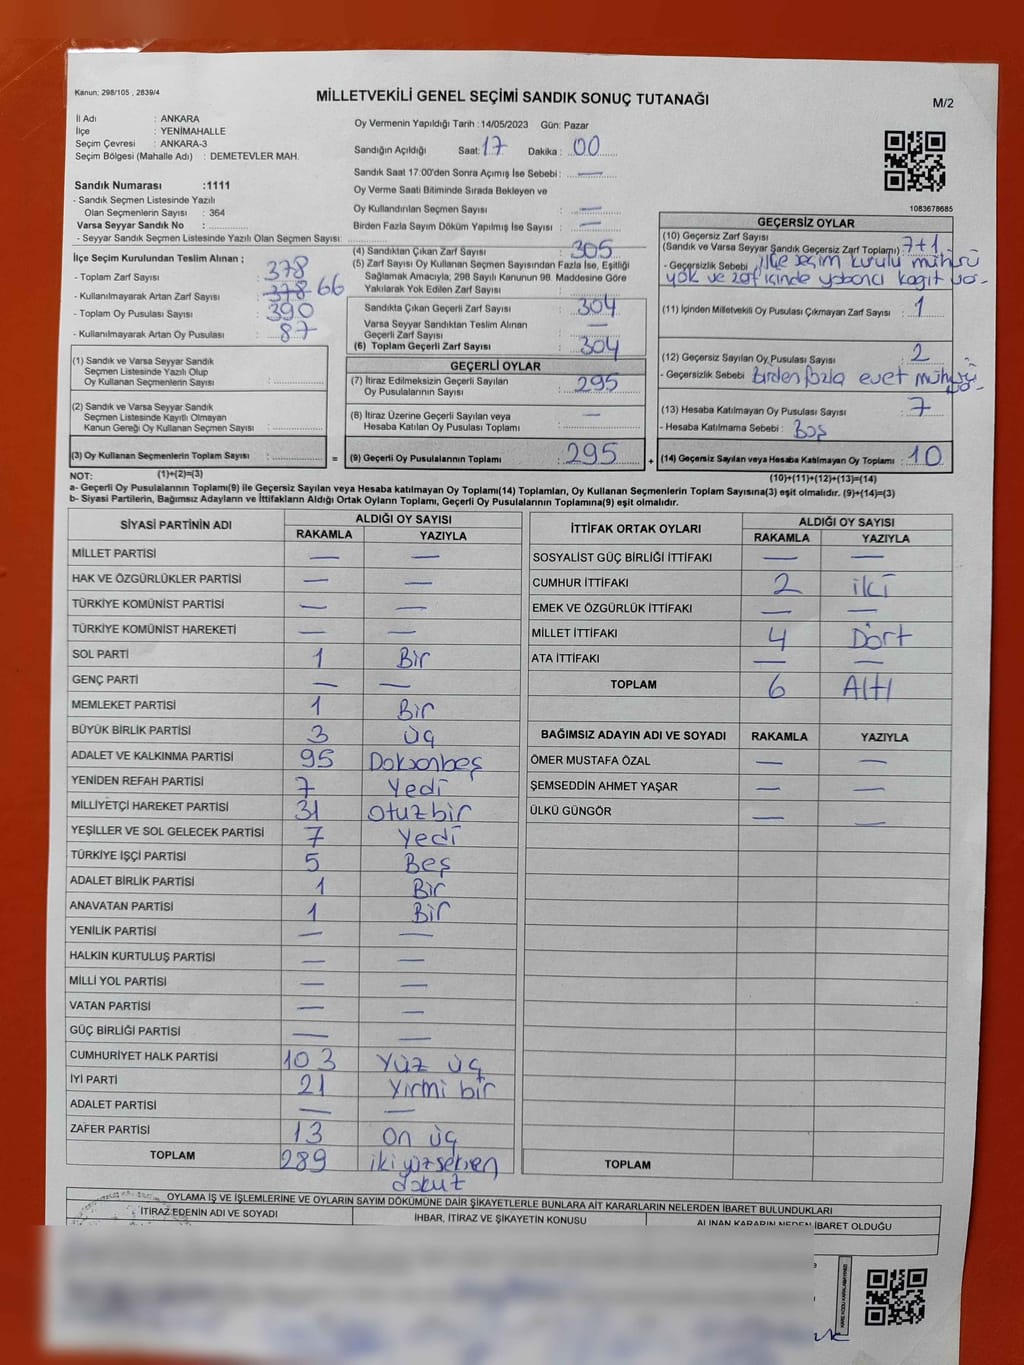 Kanun: 298/105 , 2839/4
MİLLETVEKİLİ GENEL SEÇİMİ SANDIK SONUÇ TUTANAĞI
M/2
İl Adı : ANKARA
İlçe : YENİMAHALLE
Seçim Çevresi : ANKARA-3
Seçim Bölgesi (Mahalle Adı) : DEMETEVLER MAH.
Sandık Numarası :1111
- Sandık Seçmen Listesinde Yazılı
Olan Seçmenlerin Sayısı : 364
Varsa Seyyar Sandık No :
- Seyyar Sandık Seçmen Listesinde Yazılı Olan Seçmen Sayısı:
İlçe Seçim Kurulundan Teslim Alınan ;
- Toplam Zarf Sayısı : 378
- Kullanılmayarak Artan Zarf Sayısı : 378 66
- Toplam Oy Pusulası Sayısı : 390
- Kullanılmayarak Artan Oy Pusulası : 87
(1) Sandık ve Varsa Seyyar Sandık
Seçmen Listesinde Yazılı Olup
Oy Kullanan Seçmenlerin Sayısı :
(2) Sandık ve Varsa Seyyar Sandık
Seçmen Listesinde Kayıtlı Olmayan
Kanun Gereği Oy Kullanan Seçmen Sayısı :
(3) Oy Kullanan Seçmenlerin Toplam Sayısı :
Oy Vermenin Yapıldığı Tarih :14/05/2023 Gün: Pazar
Sandığın Açıldığı Saat: 17 Dakika : 00
Sandık Saat 17:00'den Sonra Açımış İse Sebebi : —
Oy Verme Saati Bitiminde Sırada Bekleyen ve
Oy Kullandırılan Seçmen Sayısı : —
Birden Fazla Sayım Döküm Yapılmış İse Sayısı : —
(4) Sandıktan Çıkan Zarf Sayısı : 305
(5) Zarf Sayısı Oy Kullanan Seçmen Sayısından Fazla İse, Eşitliği
Sağlamak Amacıyla, 298 Sayılı Kanunun 98. Maddesine Göre
Yakılarak Yok Edilen Zarf Sayısı :
Sandıkta Çıkan Geçerli Zarf Sayısı : 304
Varsa Seyyar Sandıktan Teslim Alınan
Geçerli Zarf Sayısı : —
(6) Toplam Geçerli Zarf Sayısı : 304
GEÇERLİ OYLAR
(7) İtiraz Edilmeksizin Geçerli Sayılan
Oy Pusulalarının Sayısı : 295
(8) İtiraz Üzerine Geçerli Sayılan veya
Hesaba Katılan Oy Pusulası Toplamı : —
= (9) Geçerli Oy Pusulalarının Toplamı : 295
1083678685
GEÇERSİZ OYLAR
(10) Geçersiz Zarf Sayısı
(Sandık ve Varsa Seyyar Sandık Geçersiz Zarf Toplamı): 7+1
- Geçersizlik Sebebi : ilçe seçim kurulu mührü
yok ve zarf içinde yabancı kağıt
(11) İçinden Milletvekili Oy Pusulası Çıkmayan Zarf Sayısı : 1
(12) Geçersiz Sayılan Oy Pusulası Sayısı : 2
- Geçersizlik Sebebi : Birden fazla evet mührü
(13) Hesaba Katılmayan Oy Pusulası Sayısı : 7
- Hesaba Katılmama Sebebi : Boş
+ (14) Geçersiz Sayılan veya Hesaba Katılmayan Oy Toplamı : 10
NOT: (1)+(2)=(3)
(10)+(11)+(12)+(13)=(14)
a- Geçerli Oy Pusulalarının Toplamı(9) ile Geçersiz Sayılan veya Hesaba katılmayan Oy Toplamı(14) Toplamları, Oy Kullanan Seçmenlerin Toplam Sayısına(3) eşit olmalıdır. (9)+(14)=(3)
b- Siyasi Partilerin, Bağımsız Adayların ve İttifakların Aldığı Ortak Oyların Toplamı, Geçerli Oy Pusulalarının Toplamına(9) eşit olmalıdır.
SİYASİ PARTİNİN ADI ALDIĞI OY SAYISI
RAKAMLA YAZIYLA
MİLLET PARTİSİ — —
HAK VE ÖZGÜRLÜKLER PARTİSİ — —
TÜRKİYE KOMÜNİST PARTİSİ — —
TÜRKİYE KOMÜNİST HAREKETİ — —
SOL PARTİ 1 Bir
GENÇ PARTİ — —
MEMLEKET PARTİSİ 1 Bir
BÜYÜK BİRLİK PARTİSİ 3 üç
ADALET VE KALKINMA PARTİSİ 95 Doksanbeş
YENİDEN REFAH PARTİSİ 7 Yedi
MİLLİYETÇİ HAREKET PARTİSİ 31 otuzbir
YEŞİLLER VE SOL GELECEK PARTİSİ 7 Yedi
TÜRKİYE İŞÇİ PARTİSİ 5 Beş
ADALET BİRLİK PARTİSİ 1 Bir
ANAVATAN PARTİSİ 1 Bir
YENİLİK PARTİSİ — —
HALKIN KURTULUŞ PARTİSİ — —
MİLLİ YOL PARTİSİ — —
VATAN PARTİSİ — —
GÜÇ BİRLİĞİ PARTİSİ — —
CUMHURİYET HALK PARTİSİ 103 Yüz üç
İYİ PARTİ 21 Yirmi bir
ADALET PARTİSİ — —
ZAFER PARTİSİ 13 On üç
TOPLAM 289 ikiyüzseksen
dokuz
İTTİFAK ORTAK OYLARI ALDIĞI OY SAYISI
RAKAMLA YAZIYLA
SOSYALİST GÜÇ BİRLİĞİ İTTİFAKI — —
CUMHUR İTTİFAKI 2 iki
EMEK VE ÖZGÜRLÜK İTTİFAKI — —
MİLLET İTTİFAKI 4 Dört
ATA İTTİFAKI — —
TOPLAM 6 Altı
BAĞIMSIZ ADAYIN ADI VE SOYADI RAKAMLA YAZIYLA
ÖMER MUSTAFA ÖZAL — —
ŞEMSEDDİN AHMET YAŞAR — —
ÜLKÜ GÜNGÖR — —
TOPLAM
OYLAMA İŞ VE İŞLEMLERİNE VE OYLARIN SAYIM DÖKÜMÜNE DAİR ŞİKAYETLERLE BUNLARA AİT KARARLARIN NELERDEN İBARET BULUNDUKLARI
İTİRAZ EDENİN ADI VE SOYADI İHBAR, İTİRAZ VE ŞİKAYETİN KONUSU ALINAN KARARIN NEDEN İBARET OLDUĞU